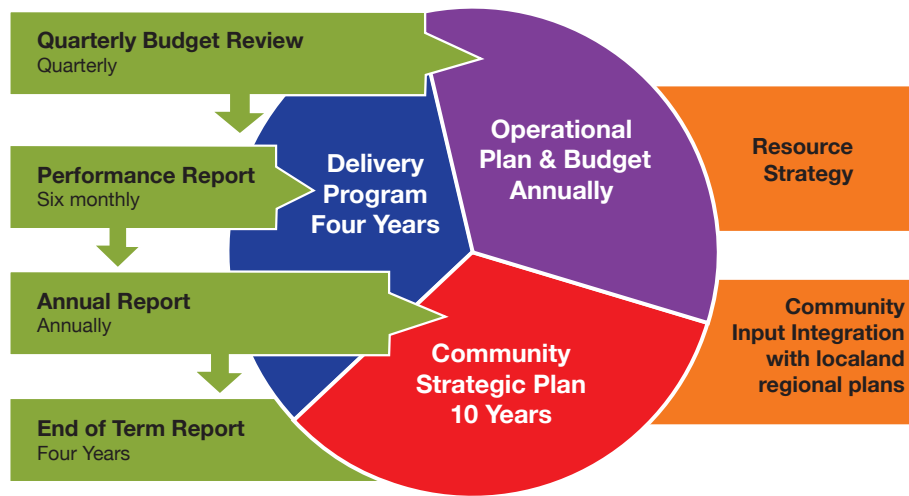 Quarterly Budget Review
Quarterly
Performance Report
Six monthly
Annual Report
Annually
End of Term Report
Four Years
Delivery
Program
Four Years
Operational
Plan & Budget
Annually
Community
Strategic Plan
10 Years
Resource
Strategy
Community
Input Integration
with localand
regional plans